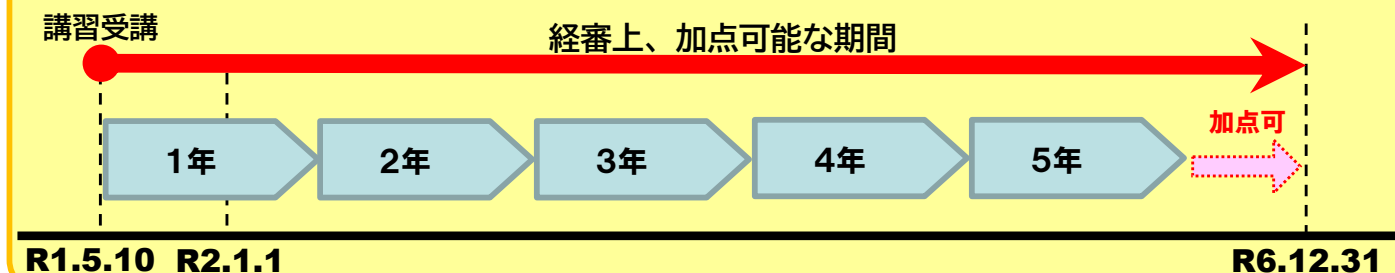 講習受講
経審上、加点可能な期間
加点可
1年 2年 3年 4年 5年
R1.5.10 R2.1.1 R6.12.31